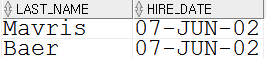 LAST_NAME HIRE_DATE
Mavris 07-JUN-02
Baer 07-JUN-02